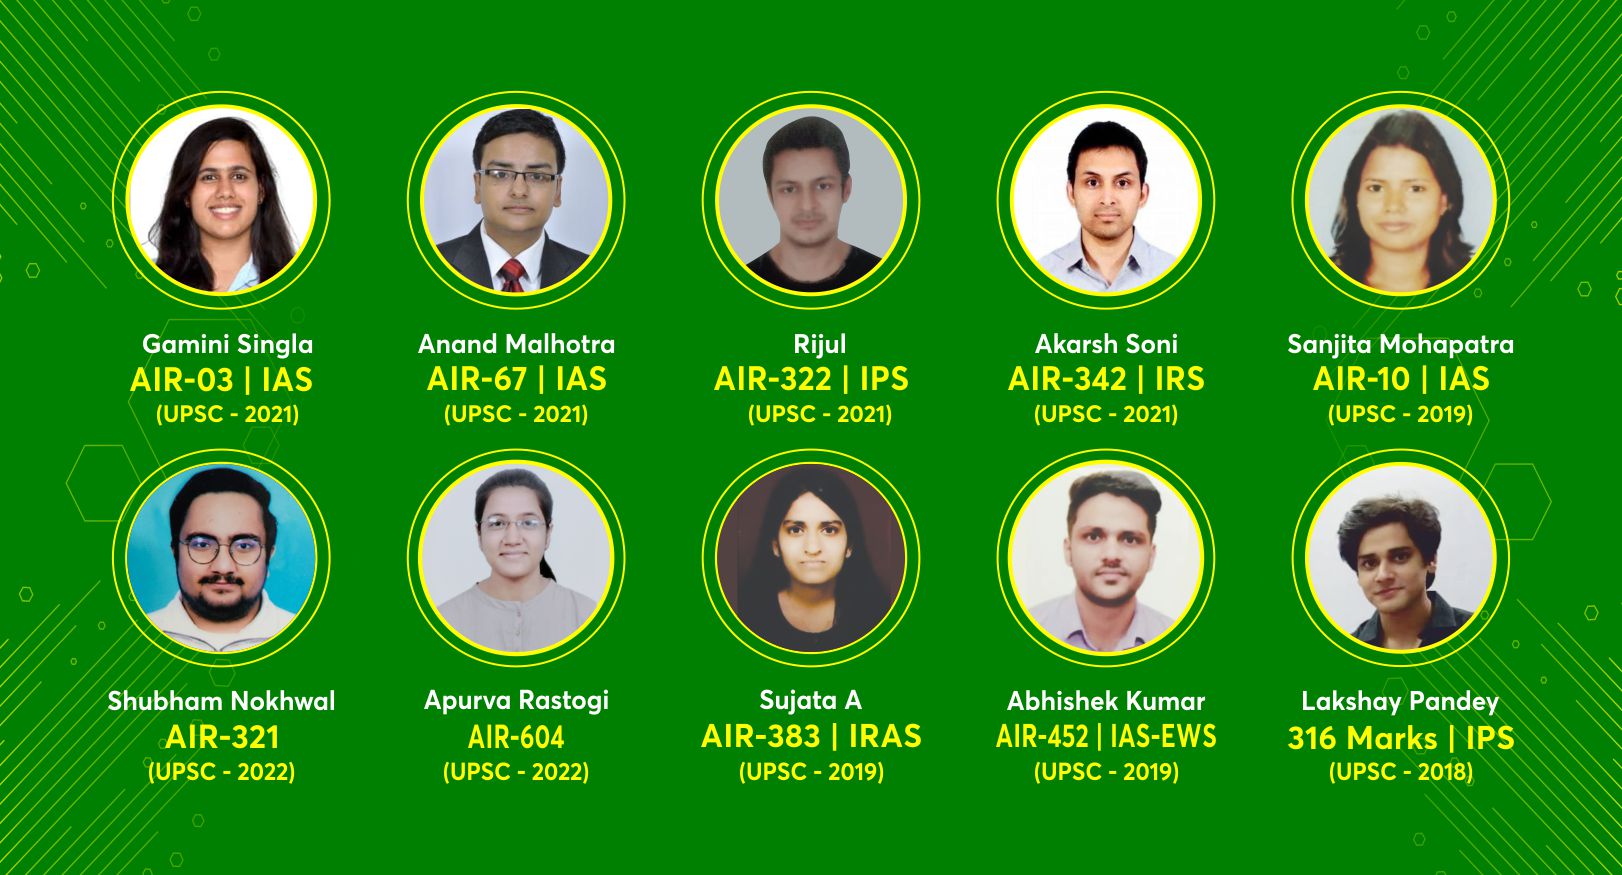 Gamini Singla
AIR-03 | IAS
(UPSC - 2021)
Anand Malhotra
AIR-67 | IAS
(UPSC - 2021)
Rijul
AIR-322 | IPS
(UPSC - 2021)
Akarsh Soni
AIR-342 | IRS
(UPSC - 2021)
Sanjita Mohapatra
AIR-10 | IAS
(UPSC - 2019)
Shubham Nokhwal
AIR-321
(UPSC - 2022)
Apurva Rastogi
AIR-604
(UPSC - 2022)
Sujata A
AIR-383 | IRAS
(UPSC - 2019)
Abhishek Kumar
AIR-452 | IAS-EWS
(UPSC - 2019)
Lakshay Pandey
316 Marks | IPS
(UPSC - 2018)